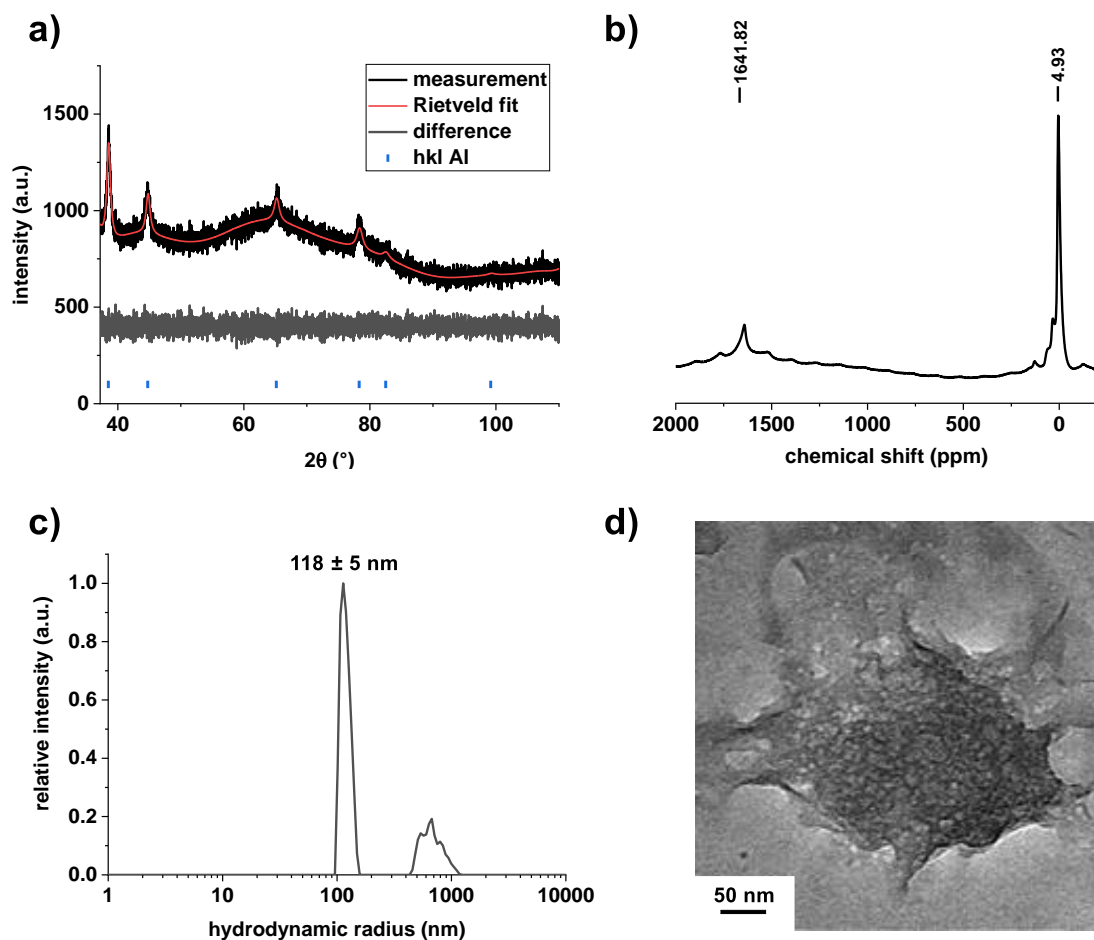 a)
measurement
Rietveld fit
difference
hkl Al
1500
1000
500
0
intensity (a.u.)
40
60
80
100
2θ (°)
b)
1641.82
4.93
2000
1500
1000
500
0
chemical shift (ppm)
c)
118 ± 5 nm
1.0
0.8
0.6
0.4
0.2
0.0
relative intensity (a.u.)
1
10
100
1000
10000
hydrodynamic radius (nm)
d)
50 nm